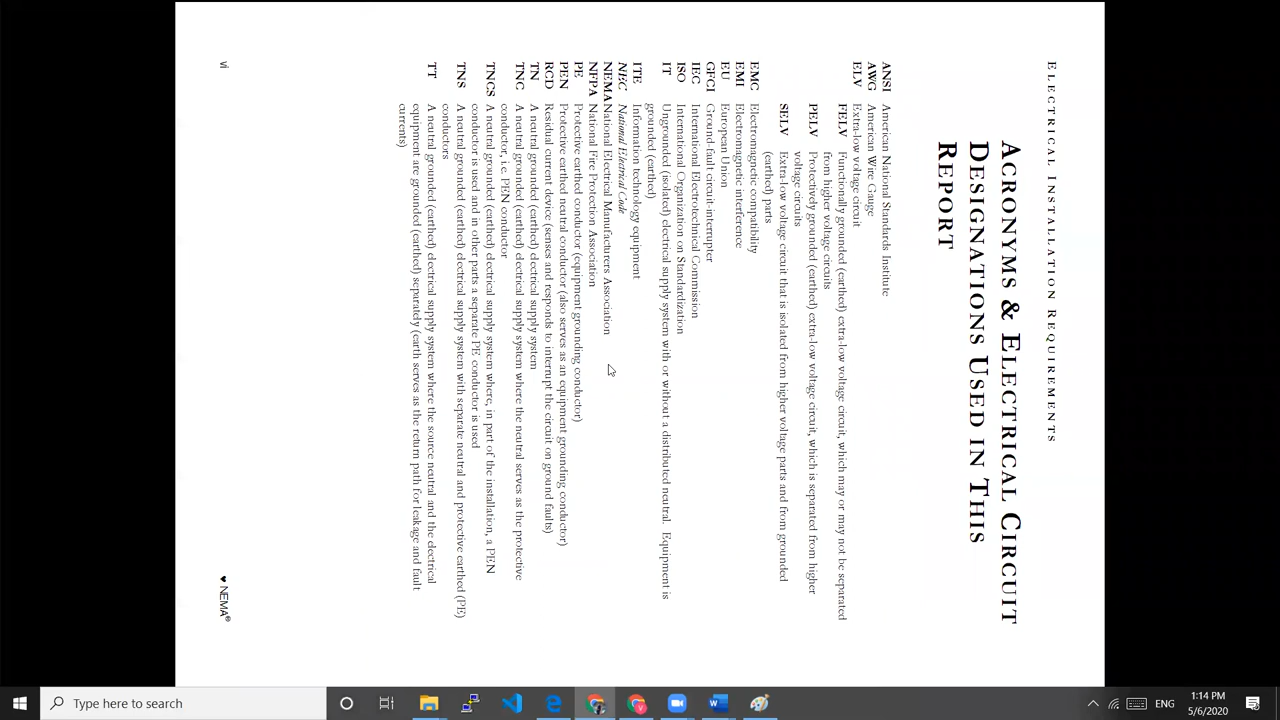 ELECTRICAL INSTALLATION REQUIREMENTS
ACRONYMS & ELECTRICAL CIRCUIT
DESIGNATIONS USED IN THIS
REPORT
ANSI American National Standards Institute
AWG American Wire Gauge
ELV Extra-low voltage circuit
FELV Functionally grounded (earthed) extra-low voltage circuit, which may or may not be separated
from higher voltage circuits
PELV Protectively grounded (earthed) extra-low voltage circuit, which is separated from higher
voltage circuits
SELV Extra-low voltage circuit that is isolated from higher voltage parts and from grounded
(earthed) parts
EMC Electromagnetic compatibility
EMI Electromagnetic interference
EU European Union
GFCI Ground-fault circuit-interrupter
IEC International Electrotechnical Commission
ISO International Organization on Standardization
IT Ungrounded (isolated) electrical supply system with or without a distributed neutral. Equipment is
grounded (earthed)
ITE Information technology equipment
NEC National Electrical Code
NEMA National Electrical Manufacturers Association
NFPA National Fire Protection Association
PE Protective earthed conductor (equipment grounding conductor)
PEN Protective earthed neutral conductor (also serves as an equipment grounding conductor)
RCD Residual current device (senses and responds to interrupt the circuit on ground faults)
TN A neutral grounded (earthed) electrical supply system
TNC A neutral grounded (earthed) electrical supply system where the neutral serves as the protective
conductor, i.e. PEN conductor
TNCS A neutral grounded (earthed) electrical supply system where, in part of the installation, a PEN
conductor is used and in other parts a separate PE conductor is used
TNS A neutral grounded (earthed) electrical supply system with separate neutral and protective earthed (PE)
conductors
TT A neutral grounded (earthed) electrical supply system where the source neutral and the electrical
equipment are grounded (earthed) separately (earth serves as the return path for leakage and fault
currents)
vi ♥ NEMA®
Type here to search
ENG
1:14 PM
5/6/2020